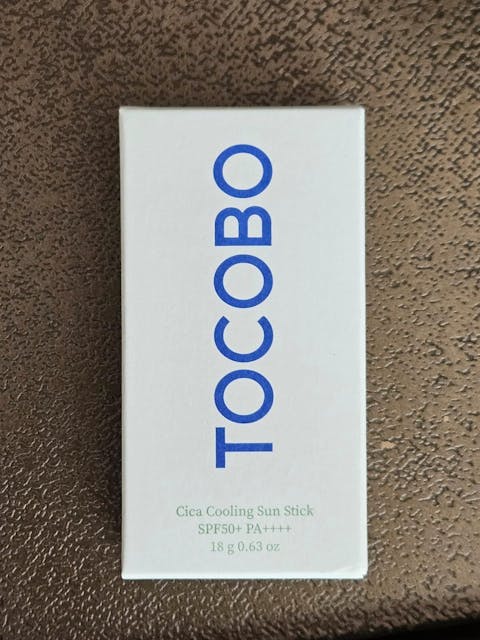 TOCOBO
Cica Cooling Sun Stick
SPF50+ PA++++
18 g 0.63 oz